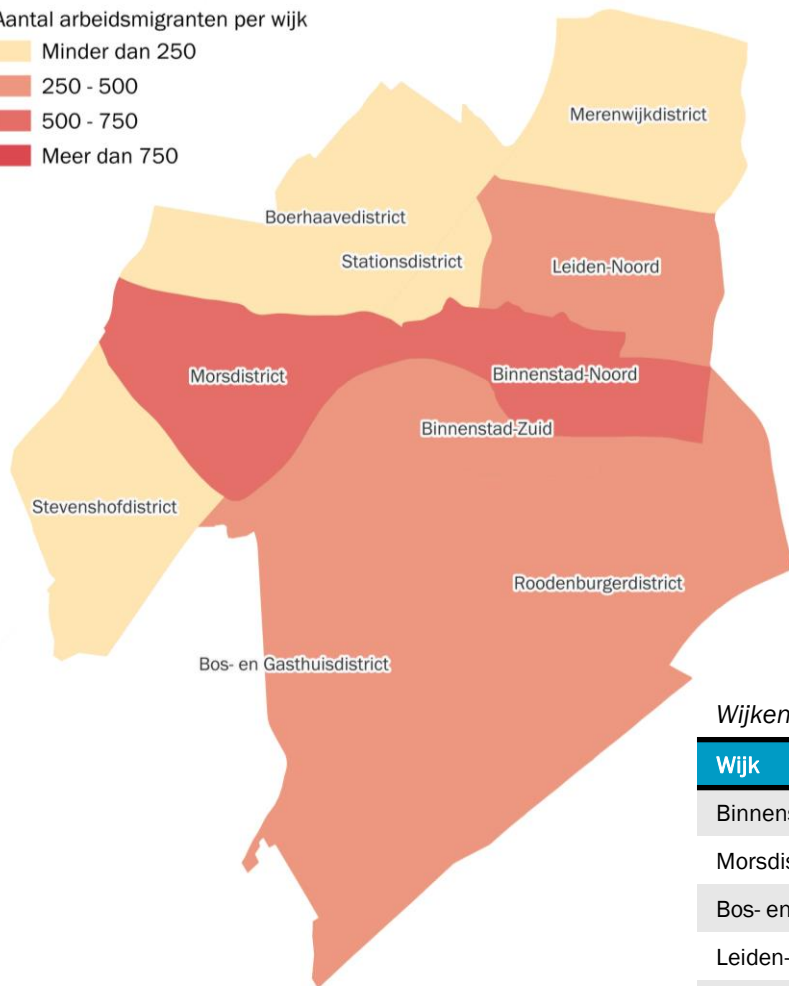 Aantal arbeidsmigranten per wijk
Minder dan 250
250 - 500
500 - 750
Meer dan 750
Merenwijkdistrict
Boerhaavedistrict
Stationsdistrict
Leiden-Noord
Morsdistrict
Binnenstad-Noord
Binnenstad-Zuid
Stevenshofdistrict
Roodenburgerdistrict
Bos- en Gasthuisdistrict
Wijken
Wijk
Binnens
Morsdis
Bos- en
Leiden-